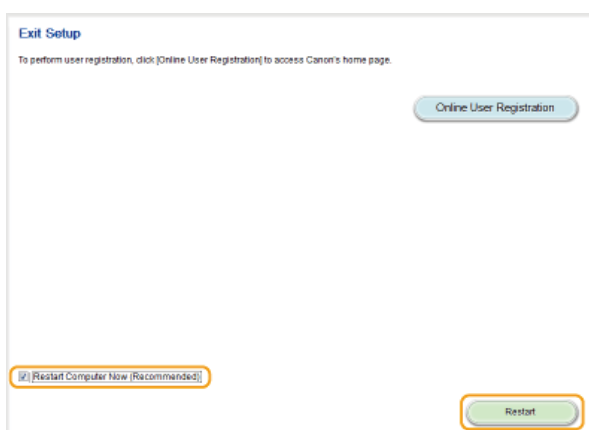 Exit Setup
To perform user registration, click [Online User Registration] to access Canon's home page.
Online User Registration
Restart Computer Now (Recommended)
Restart